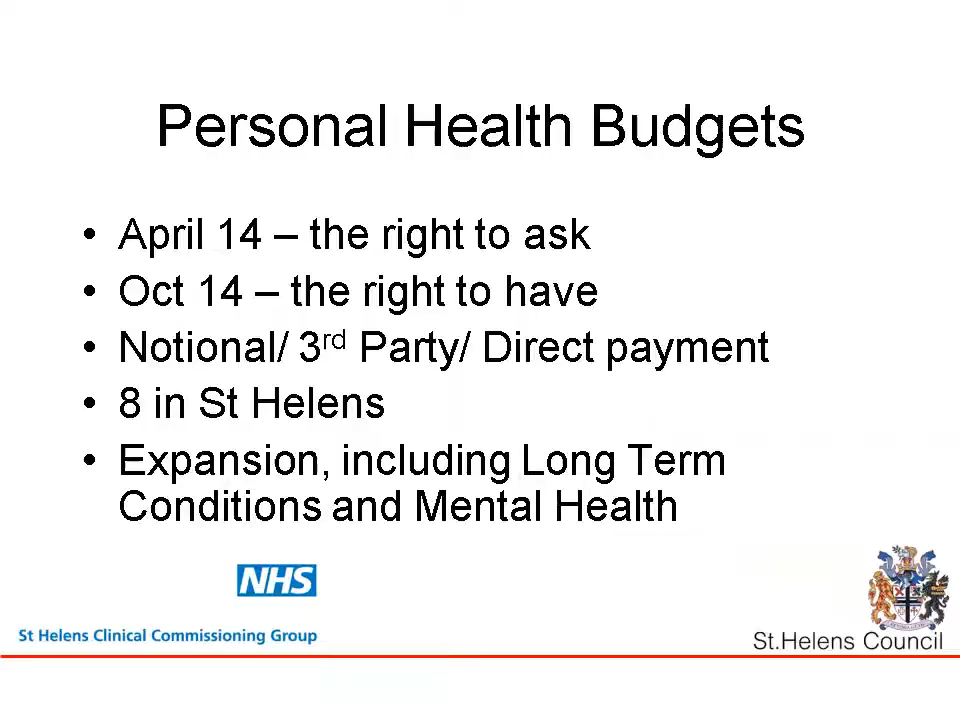 Personal Health Budgets
• April 14 – the right to ask
• Oct 14 – the right to have
• Notional/ 3rd Party/ Direct payment
• 8 in St Helens
• Expansion, including Long Term
Conditions and Mental Health
NHS
St Helens Clinical Commissioning Group
St.Helens Council